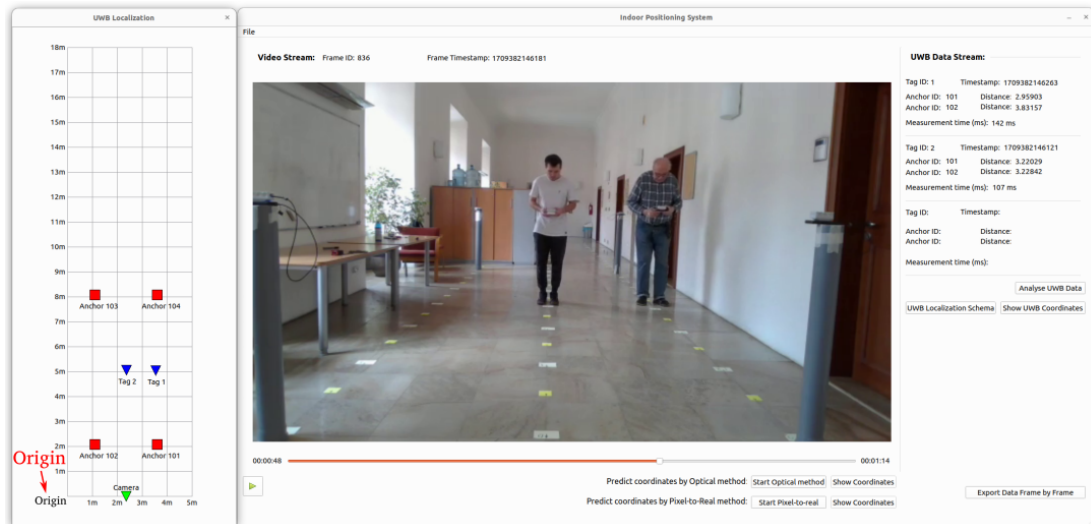 UWB Localization ×
18m
17m
16m
15m
14m
13m
12m
11m
10m
9m
8m
Anchor 103 Anchor 104
7m
6m
5m
Tag 2 Tag 1
4m
3m
2m
Anchor 102 Anchor 101
Origin
1m
Camera
Origin 1m 2m 3m 4m 5m
Indoor Positioning System – ×
File
Video Stream: Frame ID: 836 Frame Timestamp: 1709382146181
00:00:48 00:01:14
Predict coordinates by Optical method: Start Optical method Show Coordinates
Predict coordinates by Pixel-to-Real method: Start Pixel-to-real Show Coordinates
UWB Data Stream:
Tag ID: 1 Timestamp: 1709382146263
Anchor ID: 101 Distance: 2.95903
Anchor ID: 102 Distance: 3.83157
Measurement time (ms): 142 ms
Tag ID: 2 Timestamp: 1709382146121
Anchor ID: 101 Distance: 3.22029
Anchor ID: 102 Distance: 3.22842
Measurement time (ms): 107 ms
Tag ID: Timestamp:
Anchor ID: Distance:
Anchor ID: Distance:
Measurement time (ms):
Analyse UWB Data
UWB Localization Schema Show UWB Coordinates
Export Data Frame by Frame